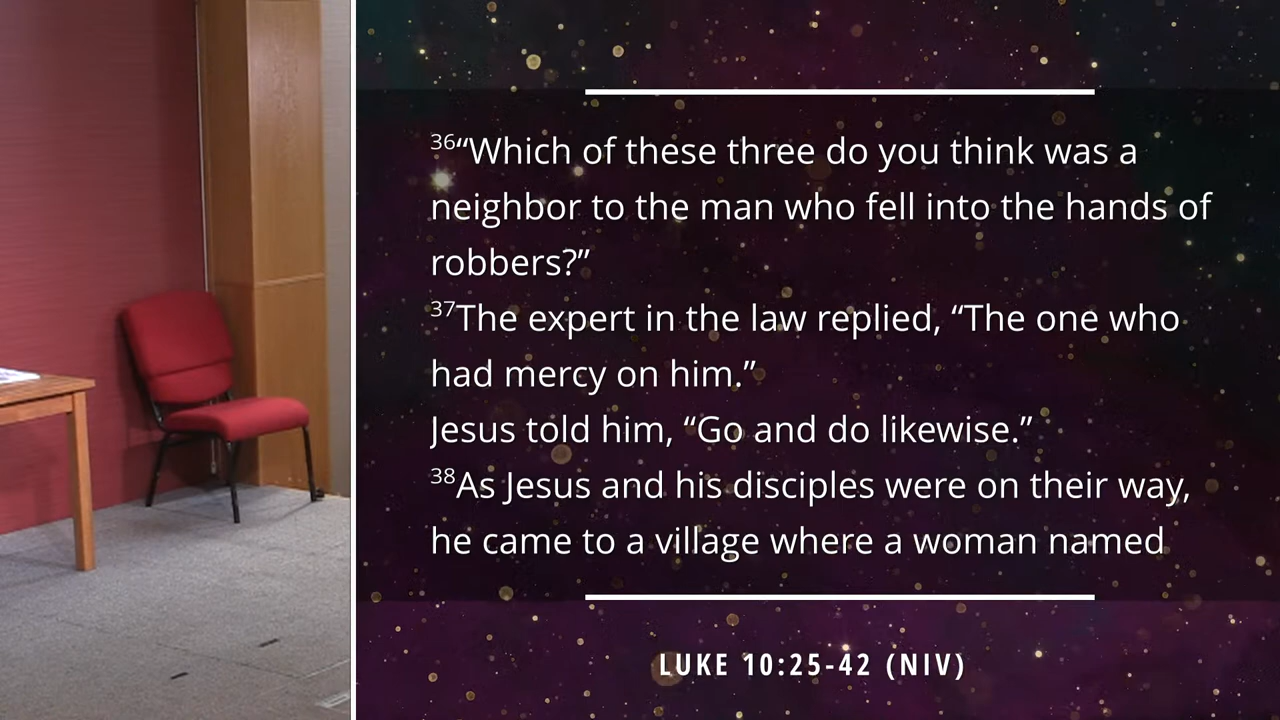 36“Which of these three do you think was a
neighbor to the man who fell into the hands of
robbers?”
37The expert in the law replied, “The one who
had mercy on him.”
Jesus told him, “Go and do likewise.”
38As Jesus and his disciples were on their way,
he came to a village where a woman named
LUKE 10:25-42 (NIV)